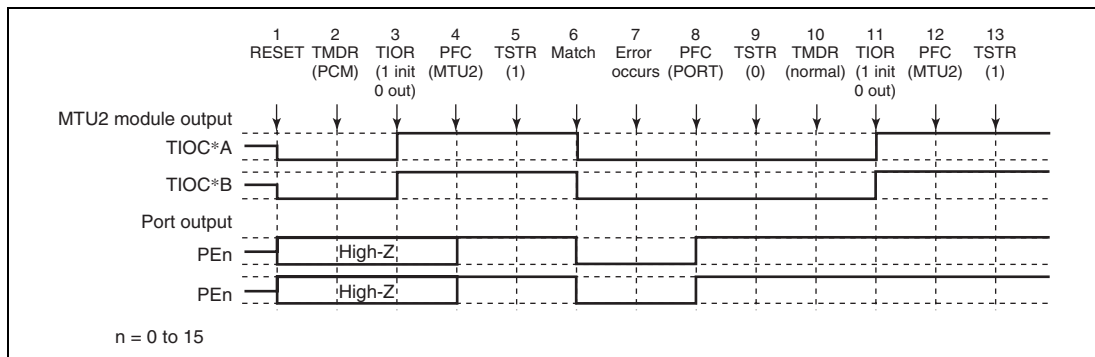 1 2 3 4 5 6 7 8 9 10 11 12 13
RESET TMDR TIOR PFC TSTR Match Error PFC TSTR TMDR TIOR PFC TSTR
(PCM) (1 init (MTU2) (1) occurs (PORT) (0) (normal) (1 init (MTU2) (1)
0 out) 0 out)
MTU2 module output
TIOC*A
TIOC*B
Port output
PEn High-Z
PEn High-Z
n = 0 to 15